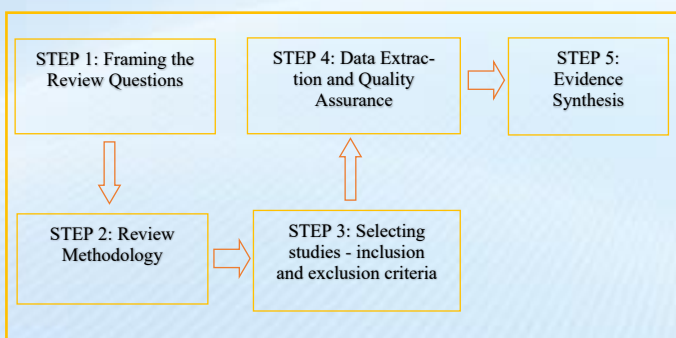 STEP 1: Framing the
Review Questions
STEP 2: Review
Methodology
STEP 3: Selecting
studies - inclusion
and exclusion criteria
STEP 4: Data Extrac-
tion and Quality
Assurance
STEP 5:
Evidence
Synthesis